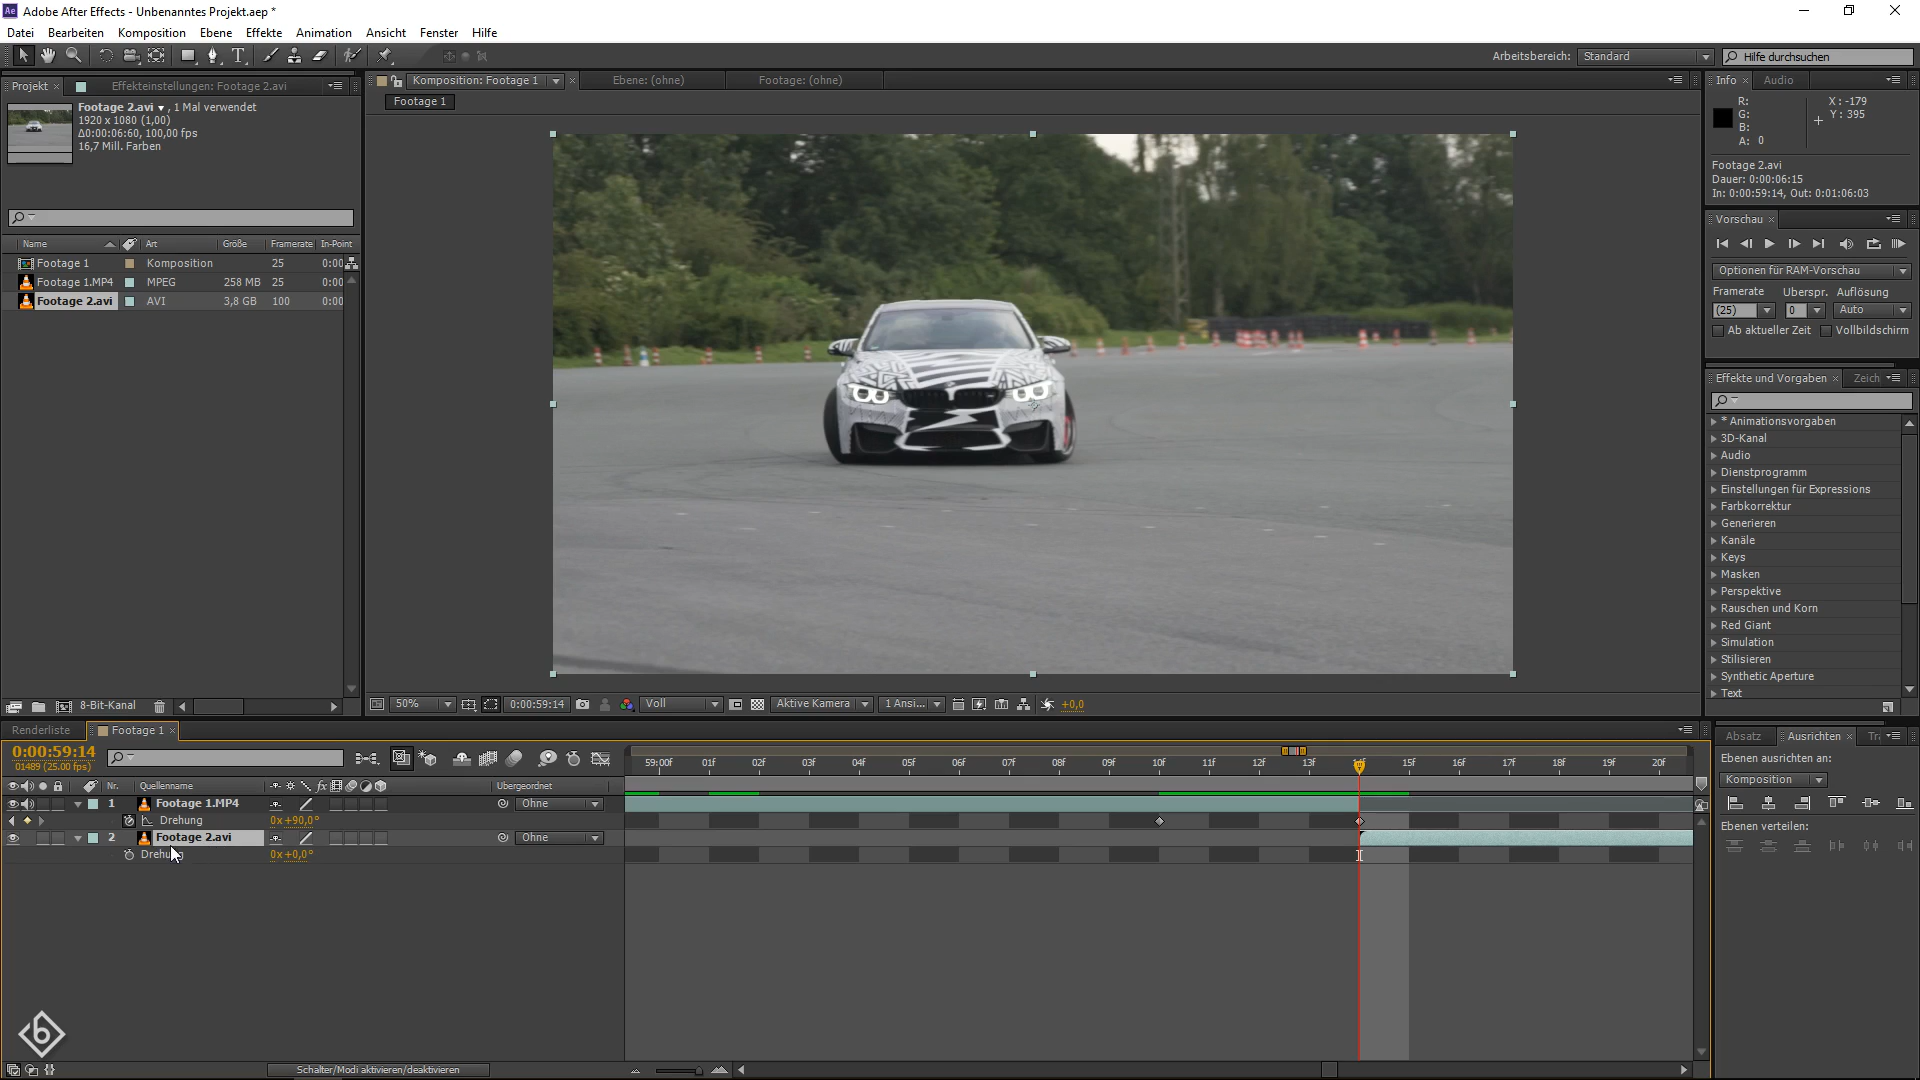 Adobe After Effects - Unbenanntes Projekt.aep *
Datei Bearbeiten Komposition Ebene Effekte Animation Ansicht Fenster Hilfe
Arbeitsbereich: Standard Hilfe durchsuchen
Projekt × Effekteinstellungen: Footage 2.avi
Komposition: Footage 1 Ebene: (ohne) Footage: (ohne)
Footage 1
Footage 2.avi ▾, 1 Mal verwendet
1920 x 1080 (1,00)
Δ0:00:06:60, 100,00 fps
16,7 Mill. Farben
Name Art Größe Framerate In-Point
Footage 1 Komposition 25 0:00
Footage 1.MP4 MPEG 258 MB 25 0:00
Footage 2.avi AVI 3,8 GB 100 0:00
8-Bit-Kanal
50% 0:00:59:14 Voll Aktive Kamera 1 Ansi... +0,0
Info × Audio
R: X : -179
G: Y : 395
B:
A: 0
Footage 2.avi
Dauer: 0:00:06:15
In: 0:00:59:14, Out: 0:01:06:03
Vorschau ×
Optionen für RAM-Vorschau
Framerate Überspr. Auflösung
(25) 0 Auto
Ab aktueller Zeit Vollbildschirm
Effekte und Vorgaben × Zeich
* Animationsvorgaben
3D-Kanal
Audio
Dienstprogramm
Einstellungen für Expressions
Farbkorrektur
Generieren
Kanäle
Keys
Masken
Perspektive
Rauschen und Korn
Red Giant
Simulation
Stilisieren
Synthetic Aperture
Text
Renderliste Footage 1 ×
0:00:59:14
01489 (25.00 fps)
59:00f 01f 02f 03f 04f 05f 06f 07f 08f 09f 10f 11f 12f 13f 15f 16f 17f 18f 19f 20f
Nr. Quellenname fx Übergeordnet
1 Footage 1.MP4 Ohne
Drehung 0x+90,0°
2 Footage 2.avi Ohne
Drehung 0x+0,0°
Schalter/Modi aktivieren/deaktivieren
Absatz Ausrichten ×
Ebenen ausrichten an:
Komposition
Ebenen verteilen: